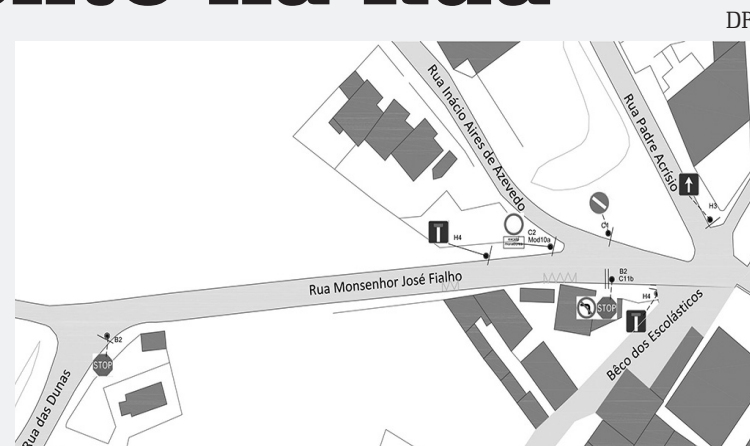 DR
Rua Inácio Aires de Azevedo
Rua Padre Acrísio
H3
C1
C2
Mod10a
H4
B2
C11b
Rua Monsenhor José Fialho
STOP
H4
Bêco dos Escolásticos
B2
STOP
Rua das Dunas